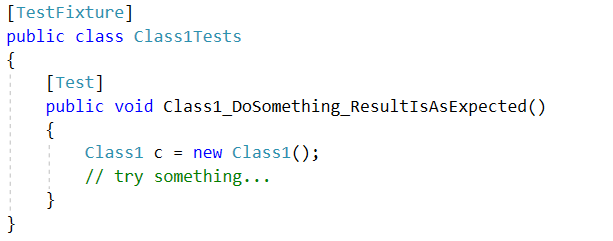 [TestFixture]
public class Class1Tests
{
    [Test]
    public void Class1_DoSomething_ResultIsAsExpected()
    {
        Class1 c = new Class1();
        // try something...
    }
}